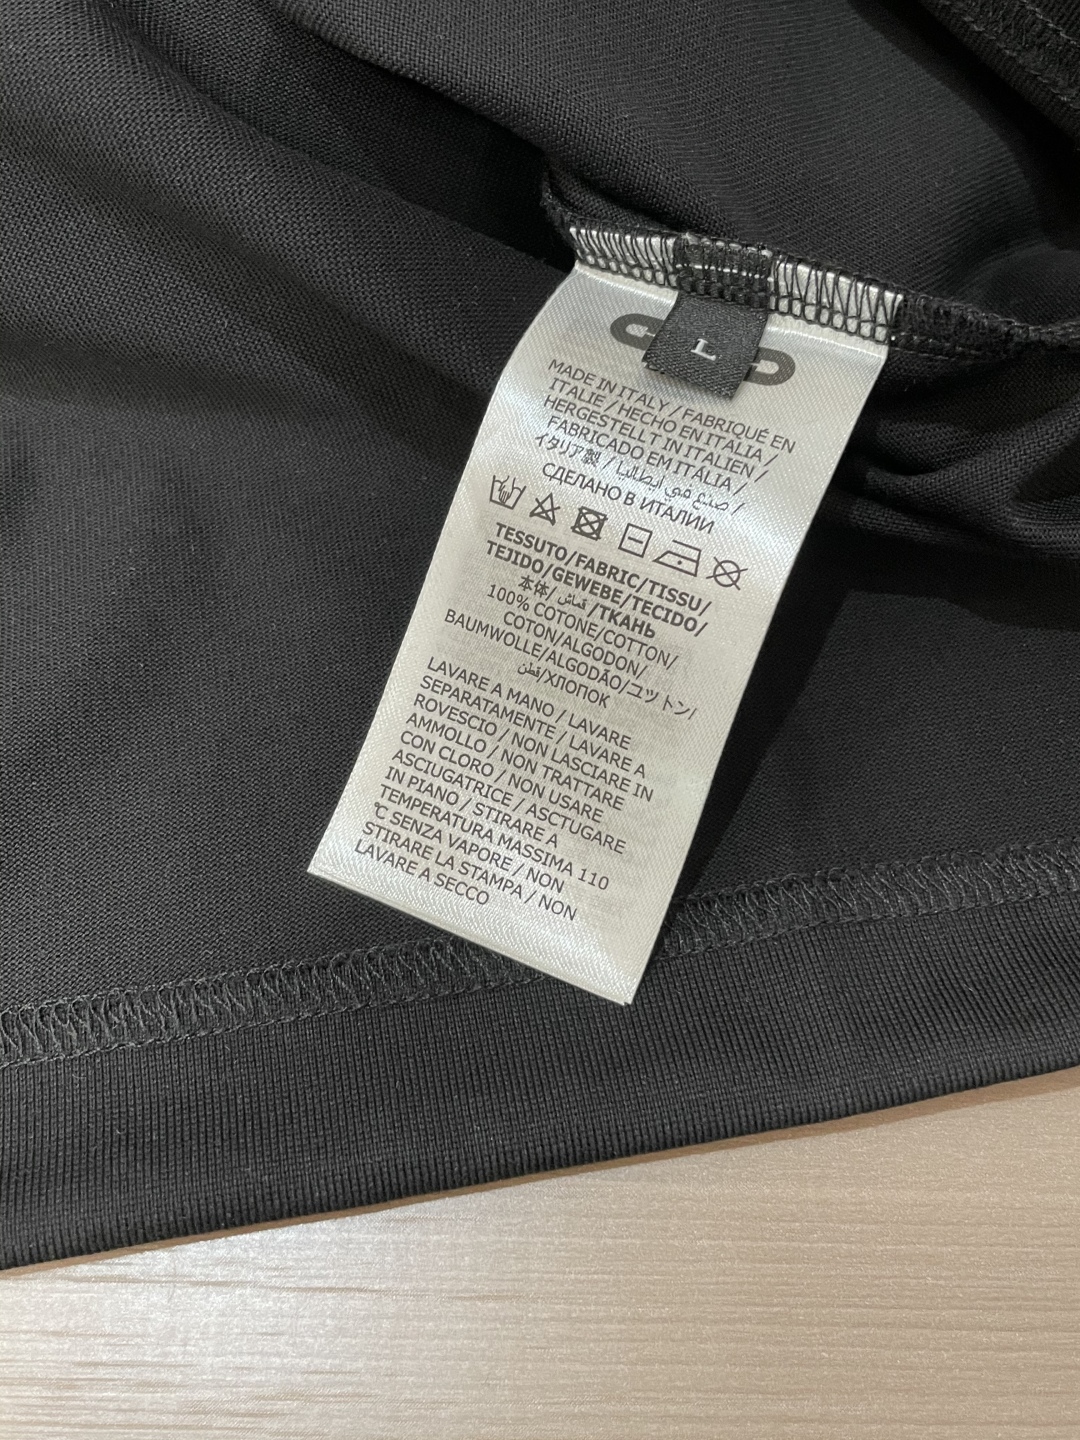 L
MADE IN ITALY / FABRIQUÉ EN
ITALIE / HECHO EN ITALIA /
HERGESTELLT IN ITALIEN /
FABRICADO EM ITÁLIA /
イタリア製 / صنع في ايطاليا /
СДЕЛАНО В ИТАЛИИ
TESSUTO/FABRIC/TISSU/
TEJIDO/GEWEBE/TECIDO/
本体/ قماش /ТКАНЬ
100% COTONE/COTTON/
COTON/ALGODON/
BAUMWOLLE/ALGODÃO/ユットン/
قطن/ХЛОПОК
LAVARE A MANO / LAVARE
SEPARATAMENTE / LAVARE A
ROVESCIO / NON LASCIARE IN
AMMOLLO / NON TRATTARE
CON CLORO / NON USARE
ASCIUGATRICE / ASCTUGARE
IN PIANO / STIRARE A
TEMPERATURA MASSIMA 110
℃ SENZA VAPORE / NON
STIRARE LA STAMPA / NON
LAVARE A SECCO